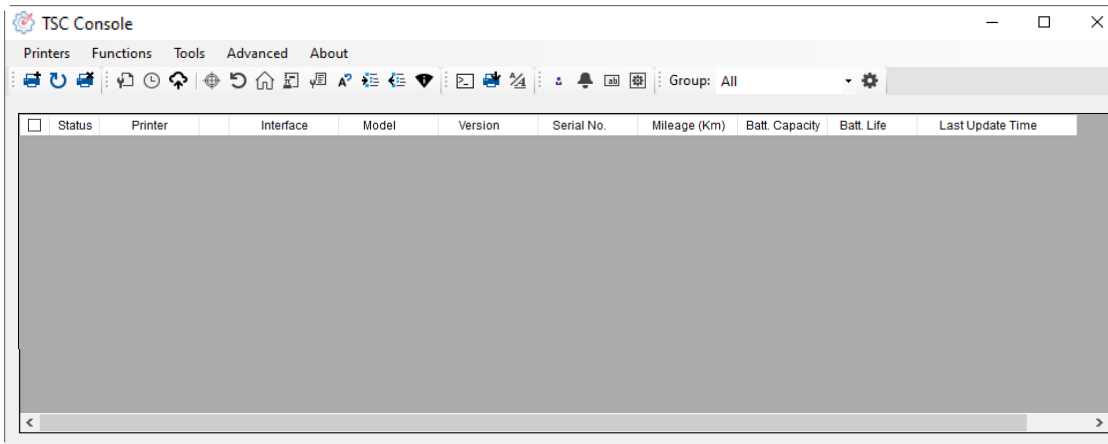 TSC Console
Printers Functions Tools Advanced About
Group: All
Status Printer Interface Model Version Serial No. Mileage (Km) Batt. Capacity Batt. Life Last Update Time